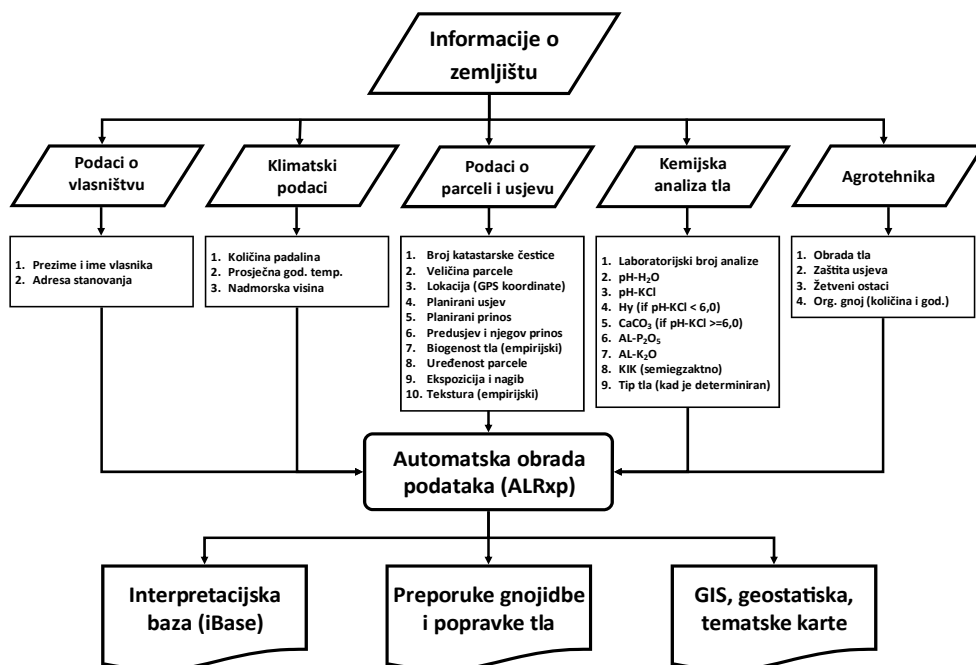 Informacije o
zemljištu
Podaci o
vlasništvu
Klimatski
podaci
Podaci o
parceli i usjevu
Kemijska
analiza tla
Agrotehnika
1. Prezime i ime vlasnika
2. Adresa stanovanja
1. Količina padalina
2. Prosječna god. temp.
3. Nadmorska visina
1. Broj katastarske čestice
2. Veličina parcele
3. Lokacija (GPS koordinate)
4. Planirani usjev
5. Planirani prinos
6. Predusjev i njegov prinos
7. Biogenost tla (empirijski)
8. Uređenost parcele
9. Ekspozicija i nagib
10. Tekstura (empirijski)
1. Laboratorijski broj analize
2. pH-H₂O
3. pH-KCl
4. Hy (if pH-KCl < 6,0)
5. CaCO₃ (if pH-KCl >=6,0)
6. AL-P₂O₅
7. AL-K₂O
8. KIK (semiegzaktno)
9. Tip tla (kad je determiniran)
1. Obrada tla
2. Zaštita usjeva
3. Žetveni ostaci
4. Org. gnoj (količina i god.)
Automatska obrada
podataka (ALRxp)
Interpretacijska
baza (iBase)
Preporuke gnojidbe
i popravke tla
GIS, geostatiska,
tematske karte